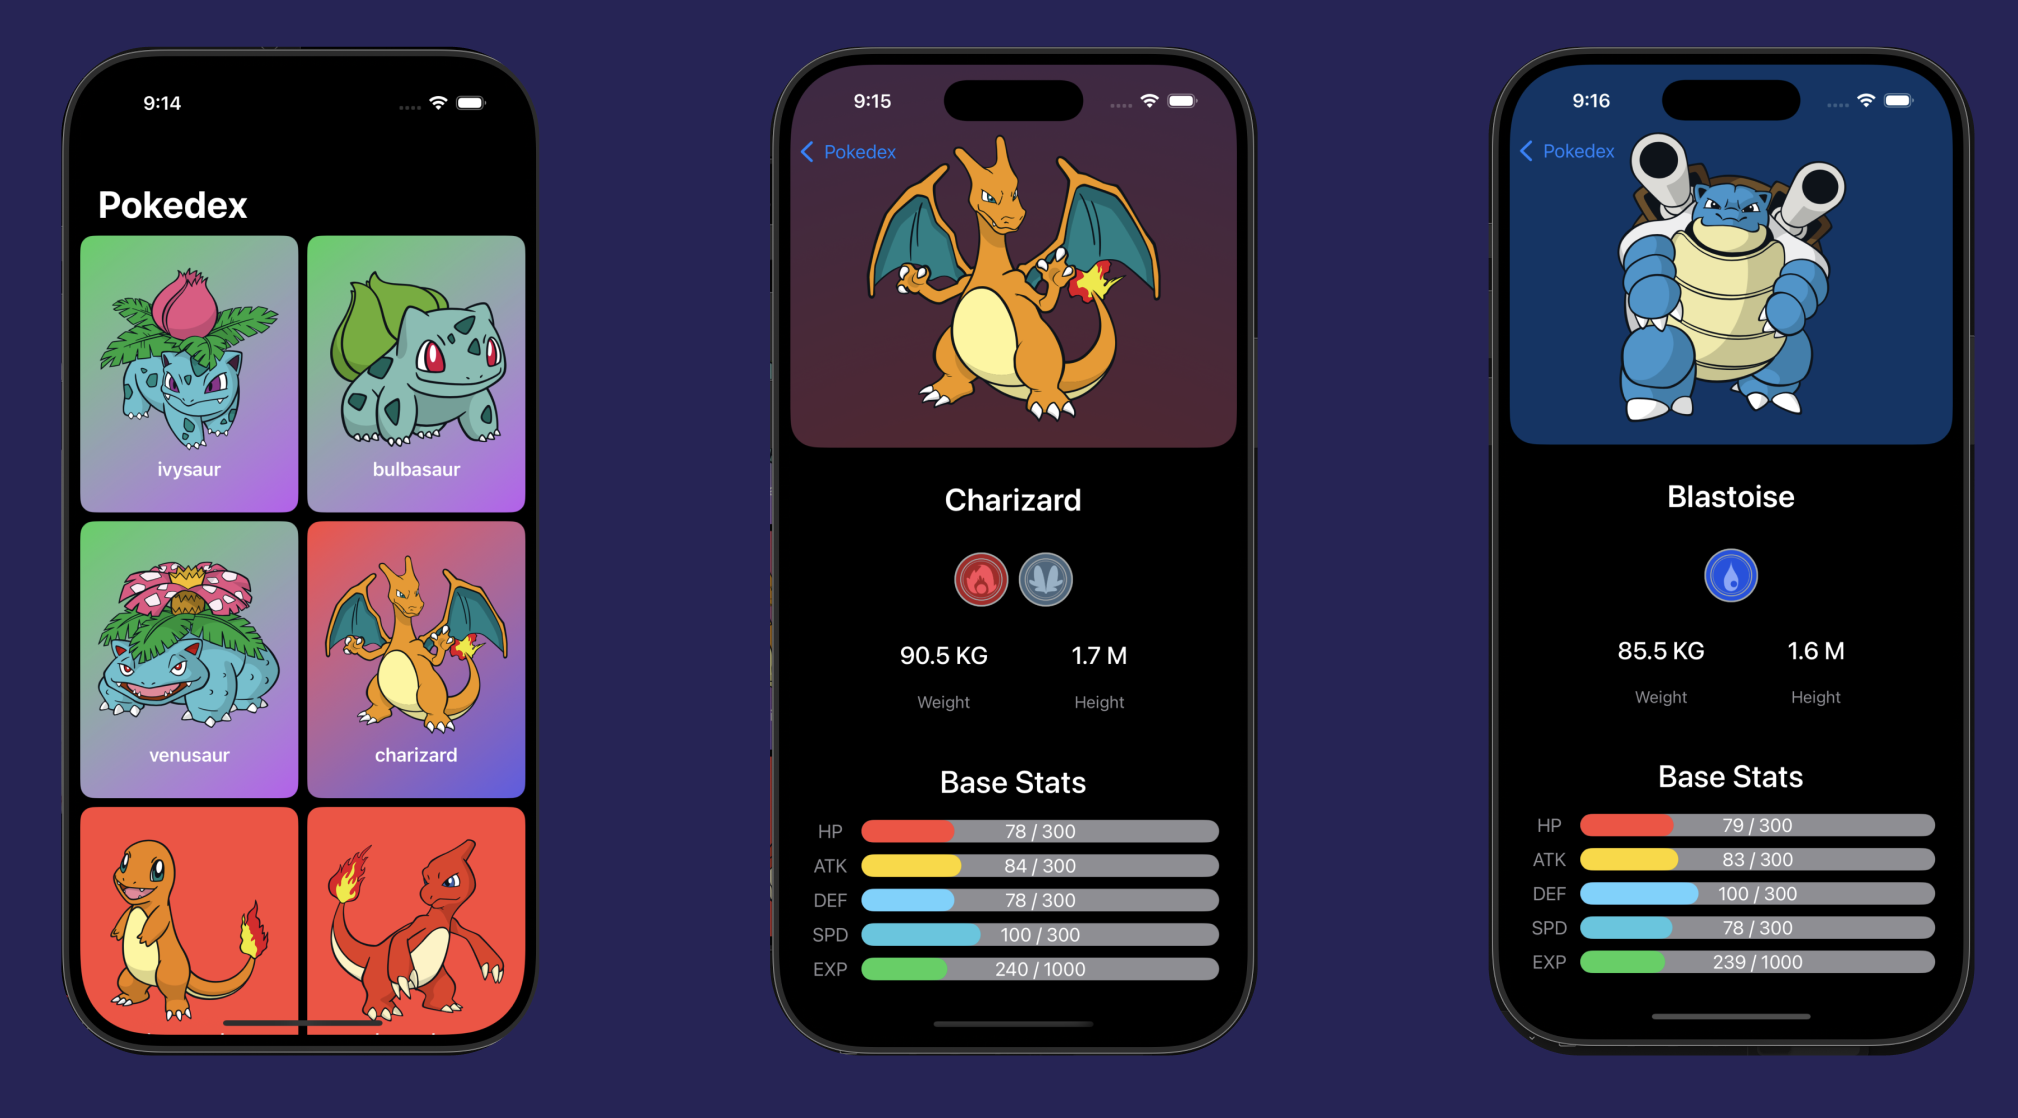 9:14
Pokedex
ivysaur
bulbasaur
venusaur
charizard
9:15
Pokedex
Charizard
90.5 KG
1.7 M
Weight
Height
Base Stats
HP 78 / 300
ATK 84 / 300
DEF 78 / 300
SPD 100 / 300
EXP 240 / 1000
9:16
Pokedex
Blastoise
85.5 KG
1.6 M
Weight
Height
Base Stats
HP 79 / 300
ATK 83 / 300
DEF 100 / 300
SPD 78 / 300
EXP 239 / 1000